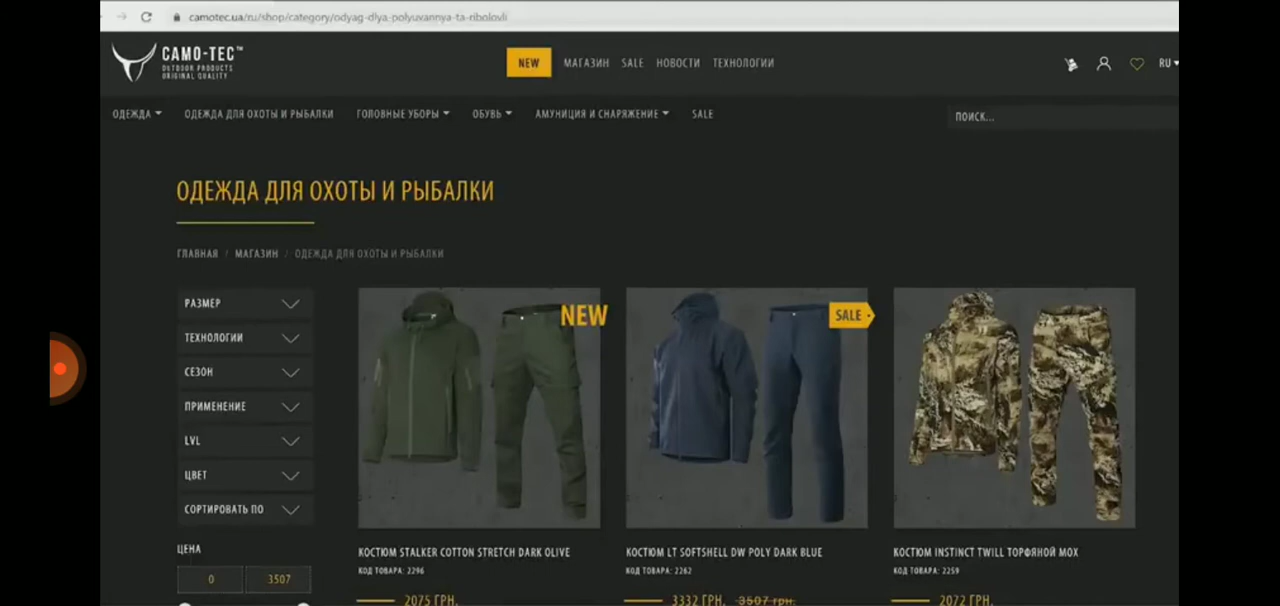 camotec.ua/ru/shop/category/odyag-dlya-polyuvannya-ta-ribolovli
CAMO-TEC™
OUTDOOR PRODUCTS
ORIGINAL QUALITY
NEW МАГАЗИН SALE НОВОСТИ ТЕХНОЛОГИИ
RU
ОДЕЖДА ОДЕЖДА ДЛЯ ОХОТЫ И РЫБАЛКИ ГОЛОВНЫЕ УБОРЫ ОБУВЬ АМУНИЦИЯ И СНАРЯЖЕНИЕ SALE
ПОИСК...
ОДЕЖДА ДЛЯ ОХОТЫ И РЫБАЛКИ
ГЛАВНАЯ / МАГАЗИН / ОДЕЖДА ДЛЯ ОХОТЫ И РЫБАЛКИ
РАЗМЕР
ТЕХНОЛОГИИ
СЕЗОН
ПРИМЕНЕНИЕ
LVL
ЦВЕТ
СОРТИРОВАТЬ ПО
ЦЕНА
0 3507
NEW
КОСТЮМ STALKER COTTON STRETCH DARK OLIVE
КОД ТОВАРА: 2296
2075 ГРН.
SALE
КОСТЮМ LT SOFTSHELL DW POLY DARK BLUE
КОД ТОВАРА: 2262
3332 ГРН. 3507 грн.
КОСТЮМ INSTINCT TWILL ТОРФЯНОЙ МОХ
КОД ТОВАРА: 2259
2072 ГРН.